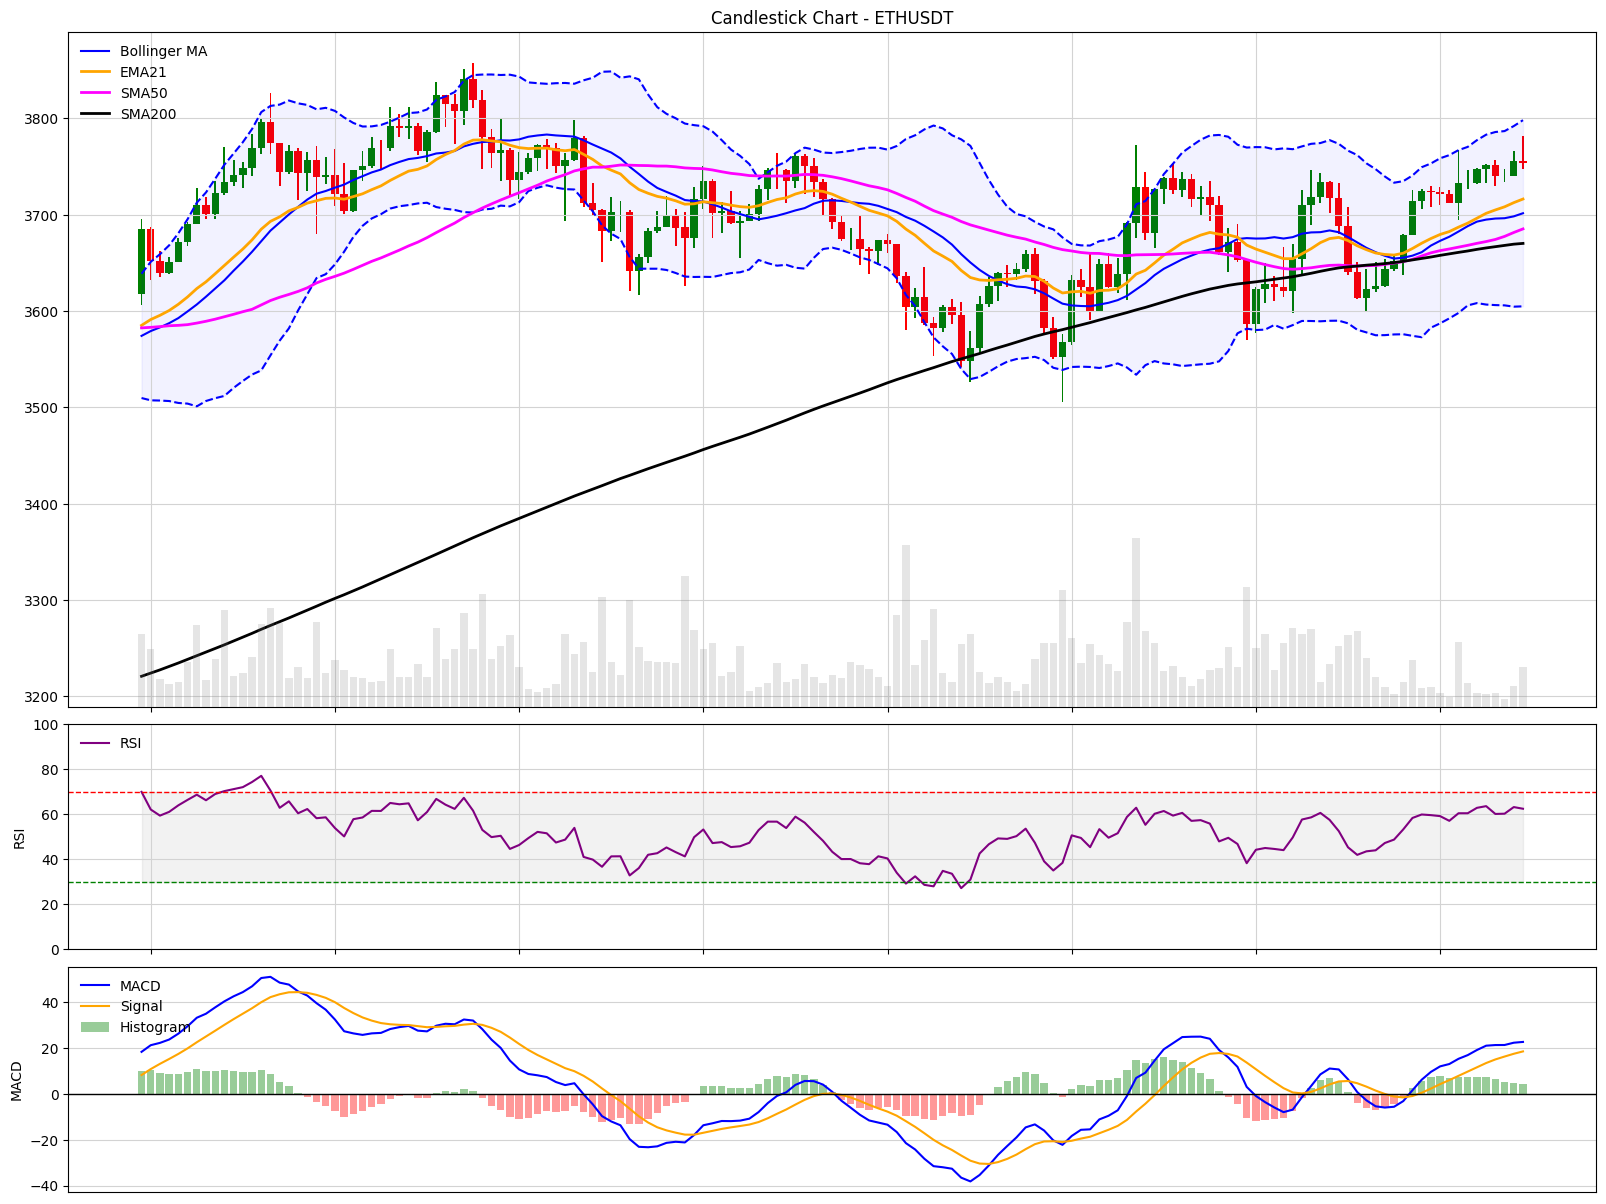 Candlestick Chart - ETHUSDT
Bollinger MA
EMA21
SMA50
SMA200
3800
3700
3600
3500
3400
3300
3200
RSI
100
80
60
40
20
0
RSI
MACD
Signal
Histogram
40
20
0
−20
−40
MACD